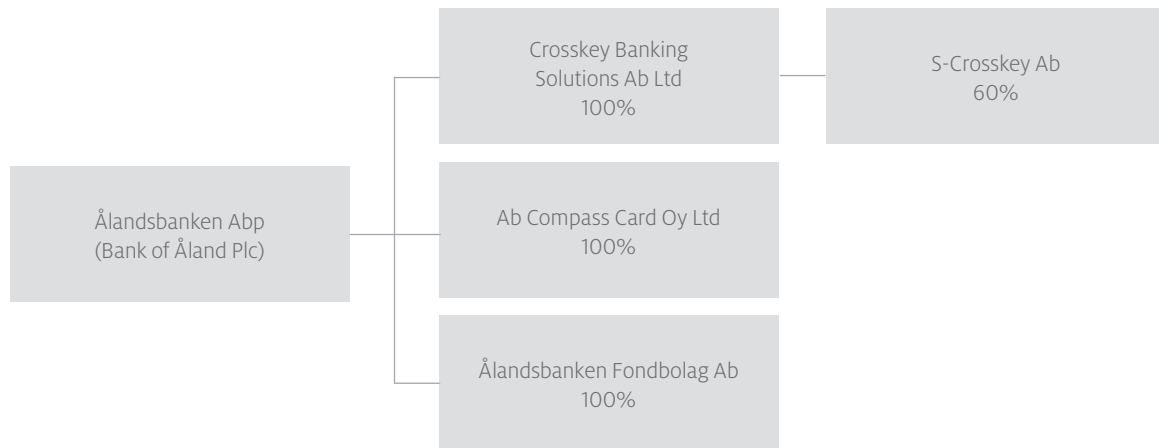 Crosskey Banking
Solutions Ab Ltd
100%
S-Crosskey Ab
60%
Ålandsbanken Abp
(Bank of Åland Plc)
Ab Compass Card Oy Ltd
100%
Ålandsbanken Fondbolag Ab
100%